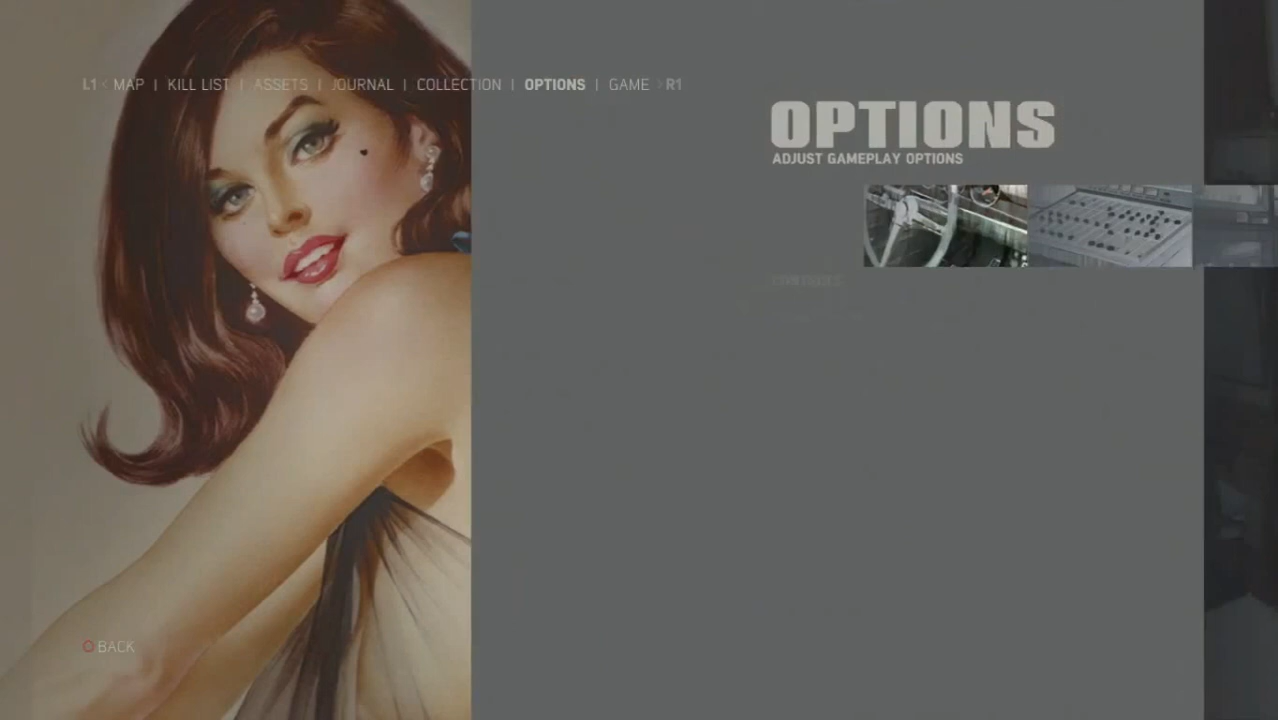 L1 < MAP | KILL LIST | ASSETS | JOURNAL | COLLECTION | OPTIONS | GAME > R1
OPTIONS
ADJUST GAMEPLAY OPTIONS
BACK